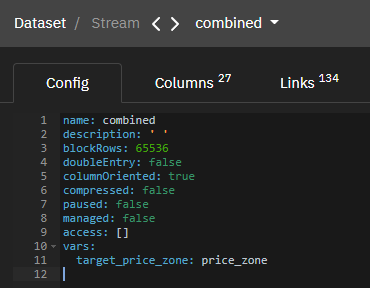 Dataset / Stream < > combined
Config Columns 27 Links 134
1 name: combined
2 description: ' '
3 blockRows: 65536
4 doubleEntry: false
5 columnOriented: true
6 compressed: false
7 paused: false
8 managed: false
9 access: []
10 vars:
11   target_price_zone: price_zone
12